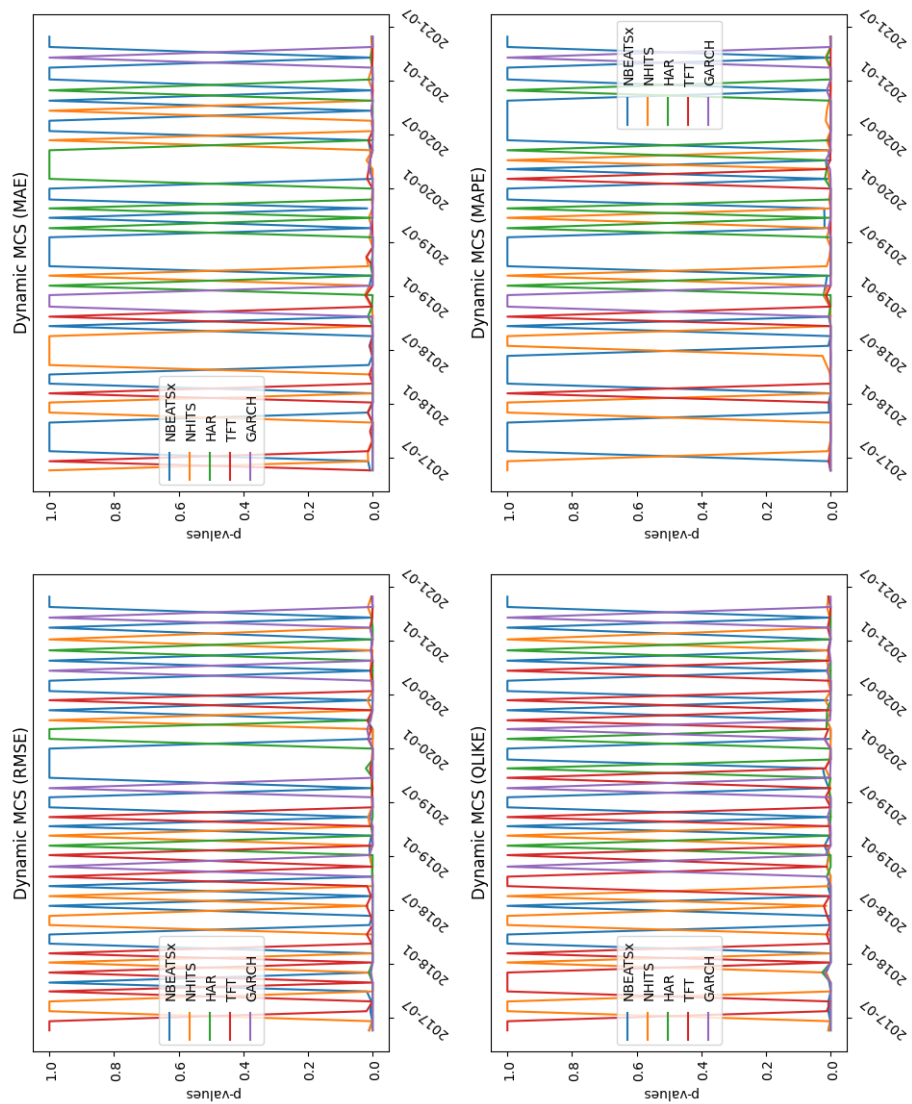 Dynamic MCS (RMSE)
1.0
0.8
0.6
0.4
0.2
0.0
p-values
NBEATSx
NHITS
HAR
TFT
GARCH
2017-07
2018-01
2018-07
2019-01
2019-07
2020-01
2020-07
2021-01
2021-07
Dynamic MCS (MAE)
1.0
0.8
0.6
0.4
0.2
0.0
p-values
NBEATSx
NHITS
HAR
TFT
GARCH
2017-07
2018-01
2018-07
2019-01
2019-07
2020-01
2020-07
2021-01
2021-07
Dynamic MCS (QLIKE)
1.0
0.8
0.6
0.4
0.2
0.0
p-values
NBEATSx
NHITS
HAR
TFT
GARCH
2017-07
2018-01
2018-07
2019-01
2019-07
2020-01
2020-07
2021-01
2021-07
Dynamic MCS (MAPE)
1.0
0.8
0.6
0.4
0.2
0.0
p-values
NBEATSx
NHITS
HAR
TFT
GARCH
2017-07
2018-01
2018-07
2019-01
2019-07
2020-01
2020-07
2021-01
2021-07